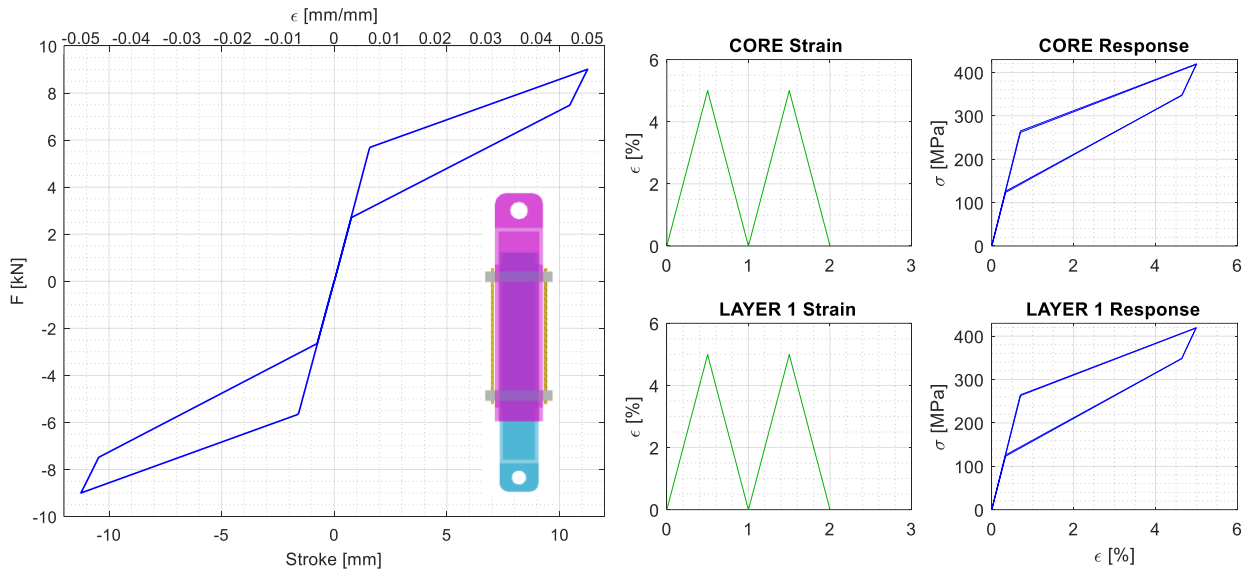 ϵ [mm/mm]
-0.05 -0.04 -0.03 -0.02 -0.01 0 0.01 0.02 0.03 0.04 0.05
10
8
6
4
2
0
-2
-4
-6
-8
-10
F [kN]
-10 -5 0 5 10
Stroke [mm]
CORE Strain
6
4
2
0
ϵ [%]
0 1 2 3
CORE Response
400
300
200
100
0
σ [MPa]
0 2 4 6
LAYER 1 Strain
6
4
2
0
ϵ [%]
0 1 2 3
LAYER 1 Response
400
300
200
100
0
σ [MPa]
0 2 4 6
ϵ [%]